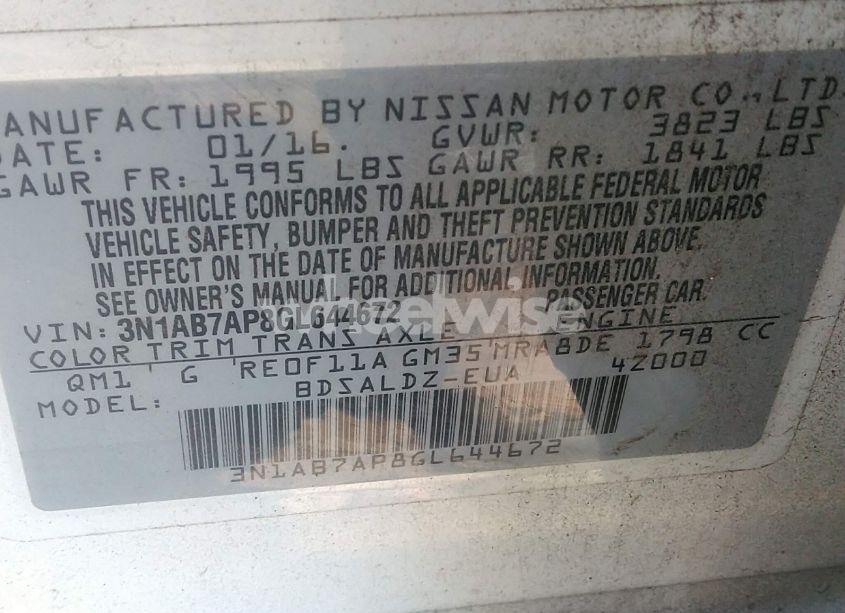 MANUFACTURED BY NISSAN MOTOR CO., LTD.
DATE: 01/16. GVWR: 3823 LBS
GAWR FR: 1995 LBS GAWR RR: 1841 LBS
THIS VEHICLE CONFORMS TO ALL APPLICABLE FEDERAL MOTOR
VEHICLE SAFETY, BUMPER AND THEFT PREVENTION STANDARDS
IN EFFECT ON THE DATE OF MANUFACTURE SHOWN ABOVE.
SEE OWNER'S MANUAL FOR ADDITIONAL INFORMATION.
VIN: 3N1AB7AP8GL644672 PASSENGER CAR.
COLOR TRIM TRANS AXLE ENGINE
QM1 G RE0F11A GM35 MRA8DE 1798 CC
MODEL: BDSALDZ-EUA 4Z000
3N1AB7AP8GL644672